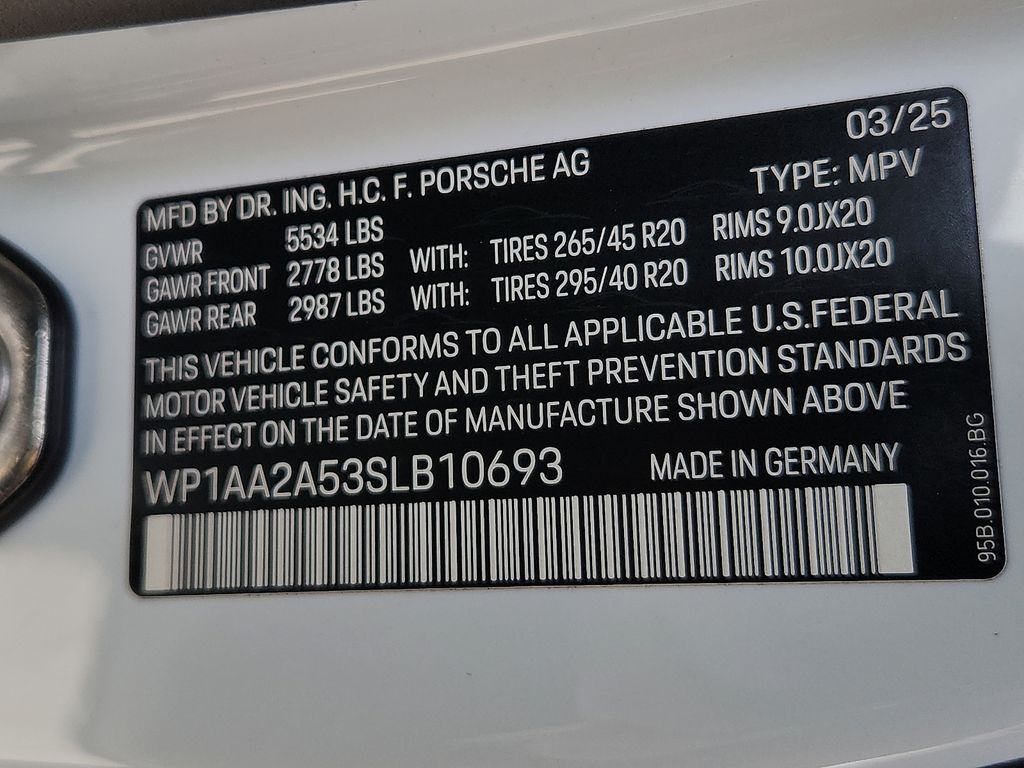 03/25
MFD BY DR. ING. H.C. F. PORSCHE AG TYPE: MPV
GVWR 5534 LBS
GAWR FRONT 2778 LBS WITH: TIRES 265/45 R20 RIMS 9.0JX20
GAWR REAR 2987 LBS WITH: TIRES 295/40 R20 RIMS 10.0JX20
THIS VEHICLE CONFORMS TO ALL APPLICABLE U.S.FEDERAL
MOTOR VEHICLE SAFETY AND THEFT PREVENTION STANDARDS
IN EFFECT ON THE DATE OF MANUFACTURE SHOWN ABOVE
WP1AA2A53SLB10693 MADE IN GERMANY
95B.010.016.BG